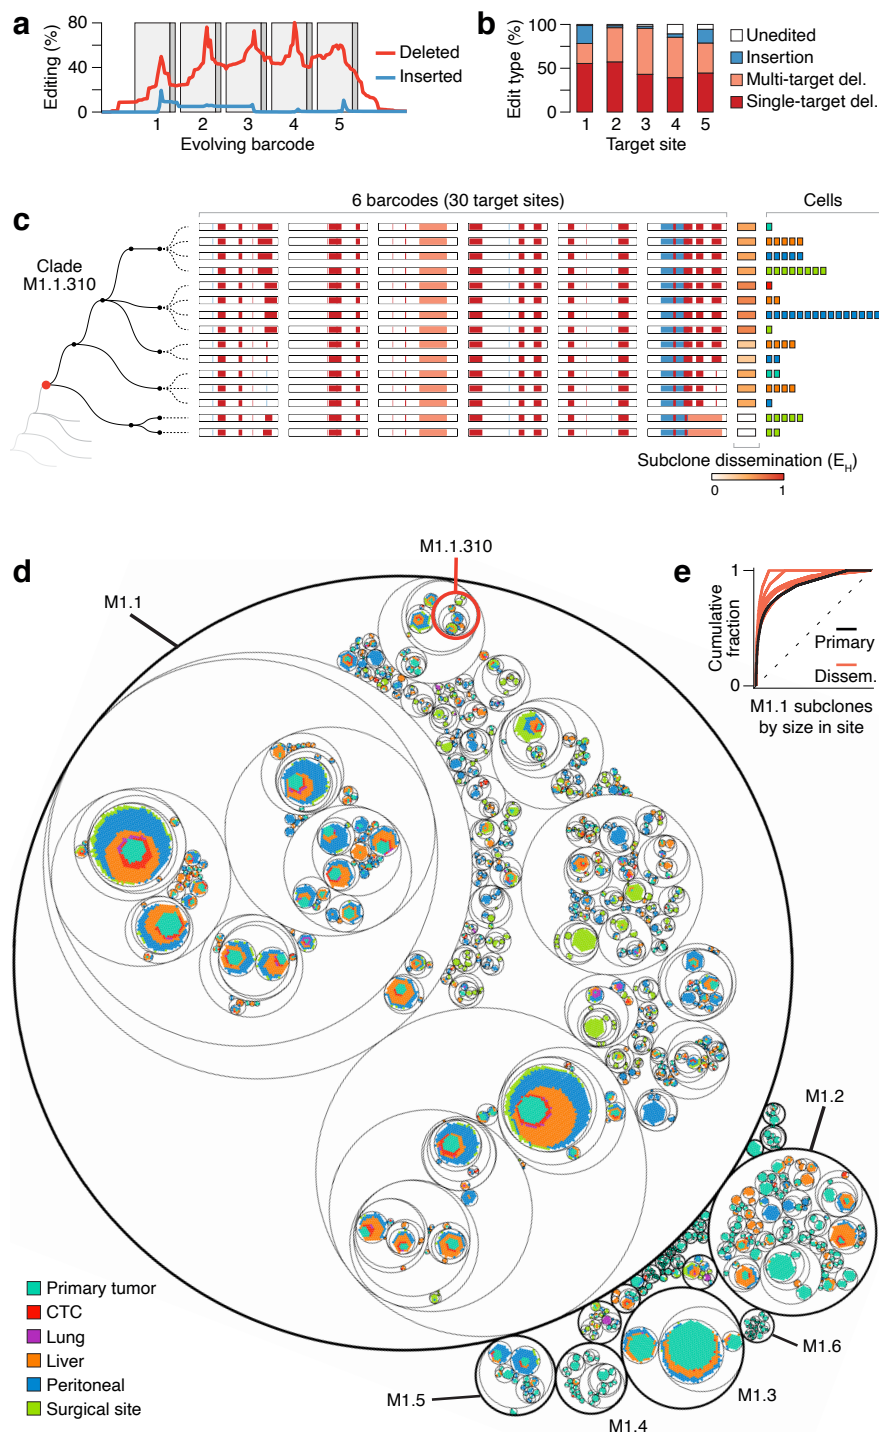 a
80
40
0
Editing (%)
Deleted
Inserted
1 2 3 4 5
Evolving barcode
b
100
50
0
Edit type (%)
Unedited
Insertion
Multi-target del.
Single-target del.
1 2 3 4 5
Target site
c
6 barcodes (30 target sites)
Cells
Clade
M1.1.310
Subclone dissemination (E_H)
0 1
d
M1.1.310
M1.1
e
1
0
Cumulative
fraction
Primary
Dissem.
M1.1 subclones
by size in site
M1.2
M1.6
M1.3
M1.4
M1.5
Primary tumor
CTC
Lung
Liver
Peritoneal
Surgical site